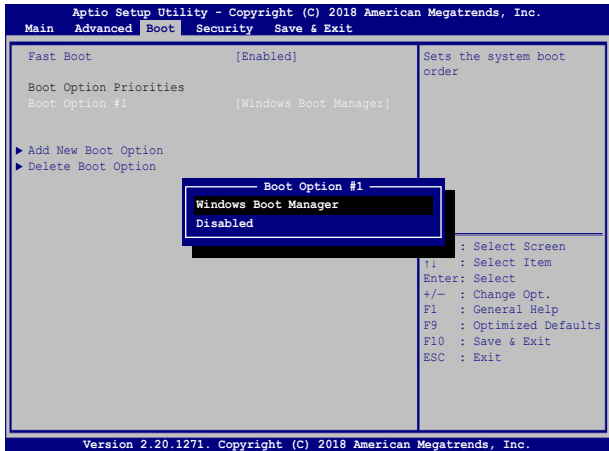 Aptio Setup Utility - Copyright (C) 2018 American Megatrends, Inc.
Main Advanced Boot Security Save & Exit
Fast Boot [Enabled]
Boot Option Priorities
Boot Option #1 [Windows Boot Manager]
Add New Boot Option
Delete Boot Option
Sets the system boot
order
Boot Option #1
Windows Boot Manager
Disabled
: Select Screen
↑↓ : Select Item
Enter: Select
+/— : Change Opt.
F1 : General Help
F9 : Optimized Defaults
F10 : Save & Exit
ESC : Exit
Version 2.20.1271. Copyright (C) 2018 American Megatrends, Inc.